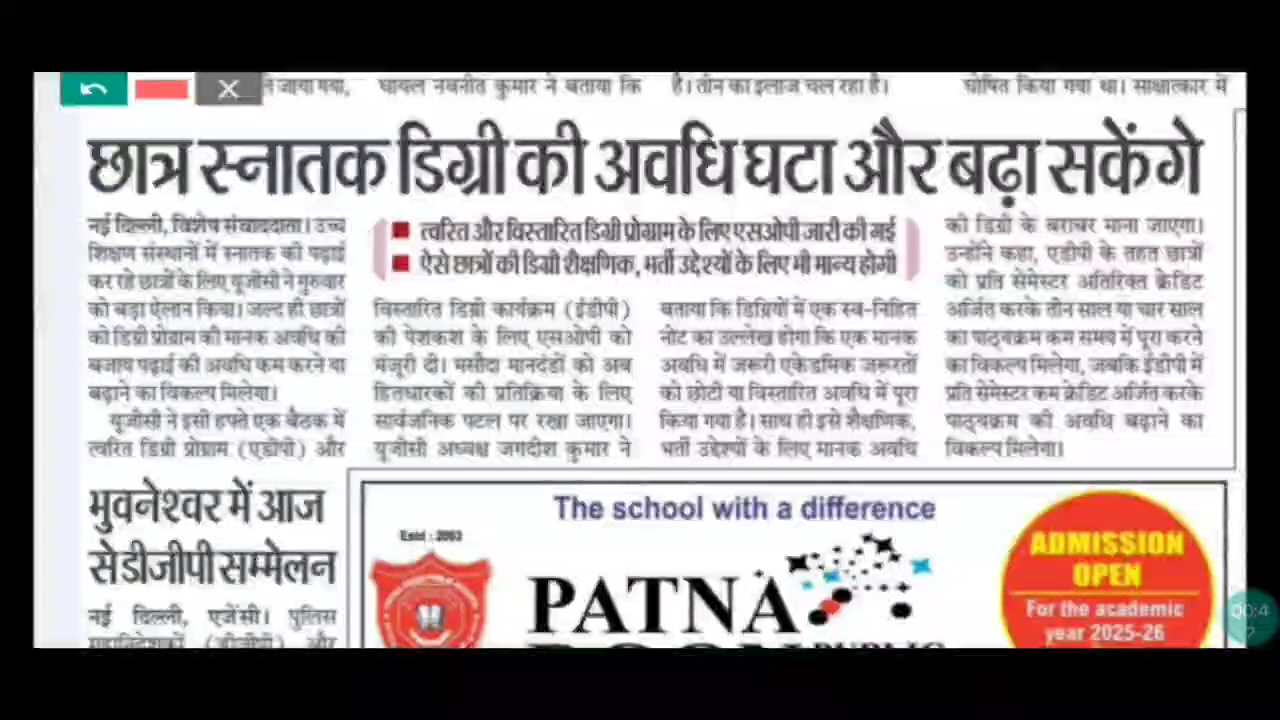 न जाया गया,
घायल नवनीत कुमार ने बताया कि
है। तीन का इलाज चल रहा है।
घोषित किया गया था। साक्षात्कार में
छात्र स्नातक डिग्री की अवधि घटा और बढ़ा सकेंगे
नई दिल्ली, विशेष संवाददाता। उच्च
शिक्षण संस्थानों में स्नातक की पढ़ाई
कर रहे छात्रों के लिए यूजीसी ने गुरुवार
को बड़ा ऐलान किया। जल्द ही छात्रों
को डिग्री प्रोग्राम की मानक अवधि की
बजाय पढ़ाई की अवधि कम करने या
बढ़ाने का विकल्प मिलेगा।
यूजीसी ने इसी हफ्ते एक बैठक में
त्वरित डिग्री प्रोग्राम (एडीपी) और
■ त्वरित और विस्तारित डिग्री प्रोग्राम के लिए एसओपी जारी की गई
■ ऐसे छात्रों की डिग्री शैक्षणिक, भर्ती उद्देश्यों के लिए भी मान्य होगी
विस्तारित डिग्री कार्यक्रम (ईडीपी)
की पेशकश के लिए एसओपी को
मंजूरी दी। मसौदा मानदंडों को अब
हितधारकों की प्रतिक्रिया के लिए
सार्वजनिक पटल पर रखा जाएगा।
यूजीसी अध्यक्ष जगदीश कुमार ने
बताया कि डिग्रियों में एक स्व-निहित
नोट का उल्लेख होगा कि एक मानक
अवधि में जरूरी एकेडमिक जरूरतों
को छोटी या विस्तारित अवधि में पूरा
किया गया है। साथ ही इसे शैक्षणिक,
भर्ती उद्देश्यों के लिए मानक अवधि
की डिग्री के बराबर माना जाएगा।
उन्होंने कहा, एडीपी के तहत छात्रों
को प्रति सेमेस्टर अतिरिक्त क्रेडिट
अर्जित करके तीन साल या चार साल
का पाठ्यक्रम कम समय में पूरा करने
का विकल्प मिलेगा, जबकि ईडीपी में
प्रति सेमेस्टर कम क्रेडिट अर्जित करके
पाठ्यक्रम की अवधि बढ़ाने का
विकल्प मिलेगा।
भुवनेश्वर में आज
से डीजीपी सम्मेलन
नई दिल्ली, एजेंसी। पुलिस
महानिदेशकों (डीजीपी) और
The school with a difference
Estd : 2003
PATNA
ADMISSION
OPEN
For the academic
year 2025-26